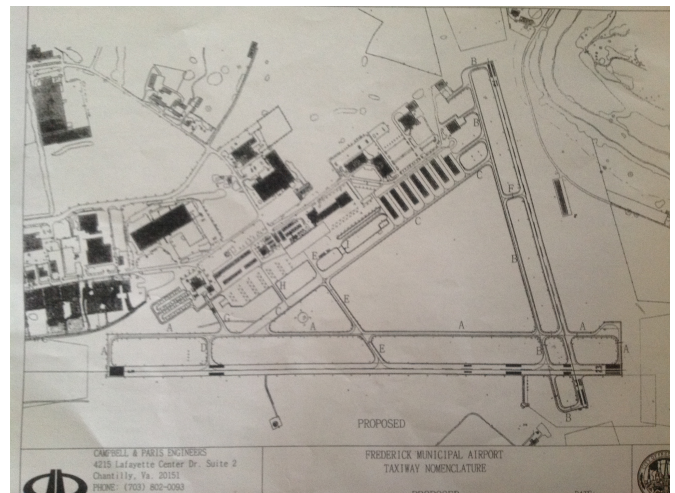 B
B
C
F
C
B
E
E
H
C
G
A
A
A
A
A
D
E
B
A
B
PROPOSED
CAMPBELL & PARIS ENGINEERS
4215 Lafayette Center Dr. Suite 2
Chantilly, Va. 20151
PHONE: (703) 802-0093
FREDERICK MUNICIPAL AIRPORT
TAXIWAY NOMENCLATURE
PROPOSED